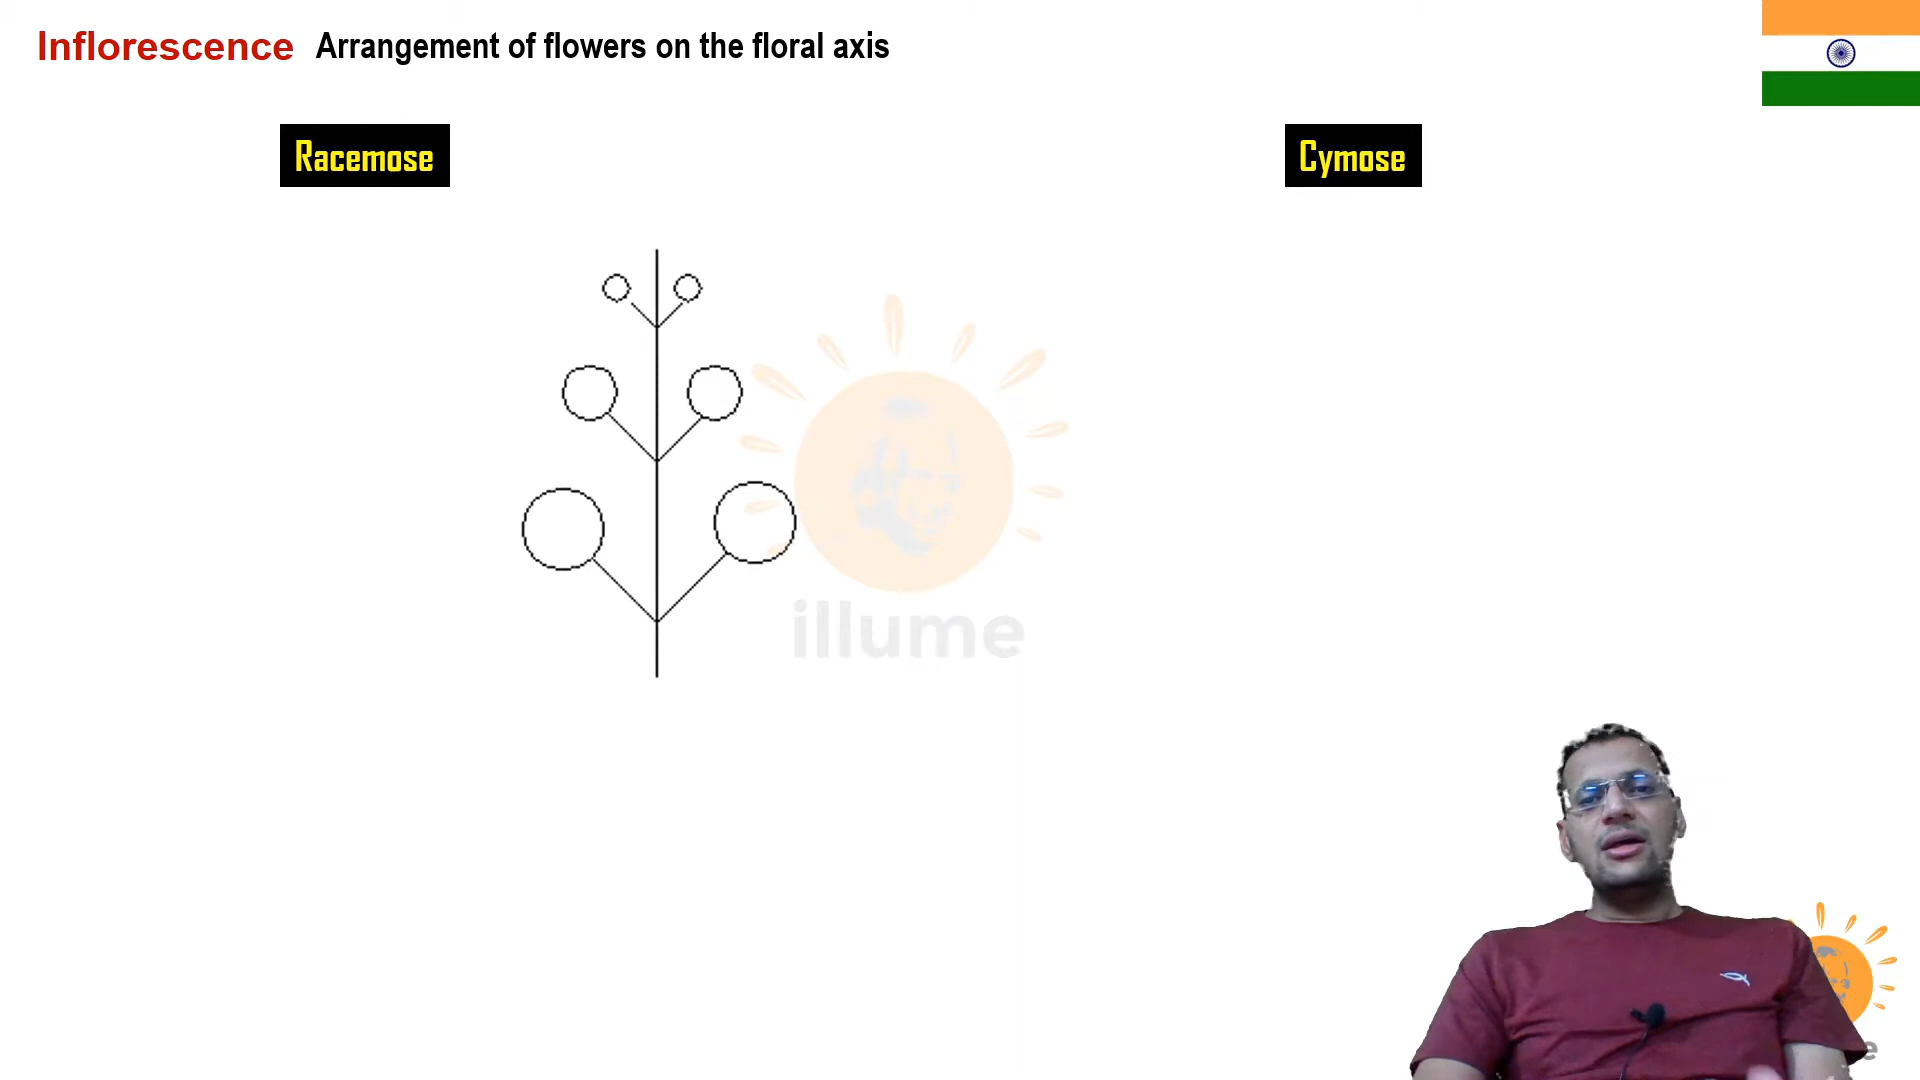 Inflorescence Arrangement of flowers on the floral axis
Racemose
Cymose
illume
e